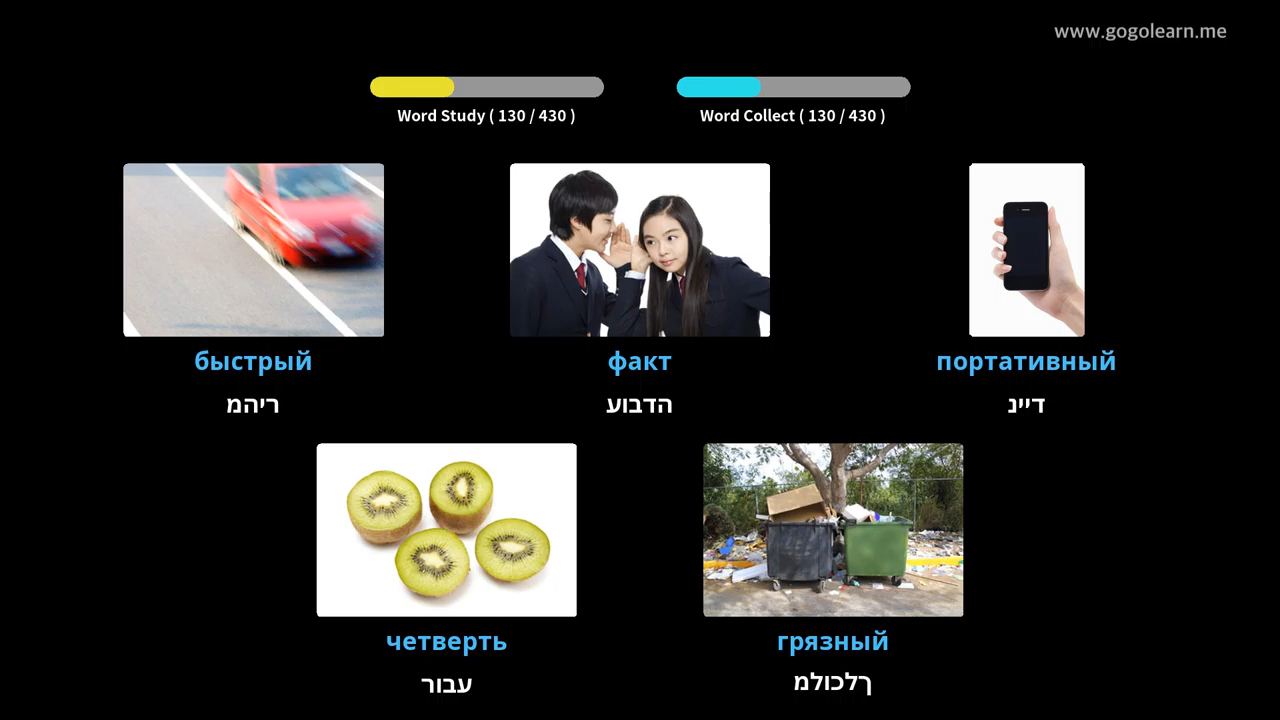 www.gogolearn.me
Word Study ( 130 / 430 )
Word Collect ( 130 / 430 )
быстрый
ריהמ
факт
הדבוע
портативный
דיינ
четверть
עבור
грязный
ךלכולמ